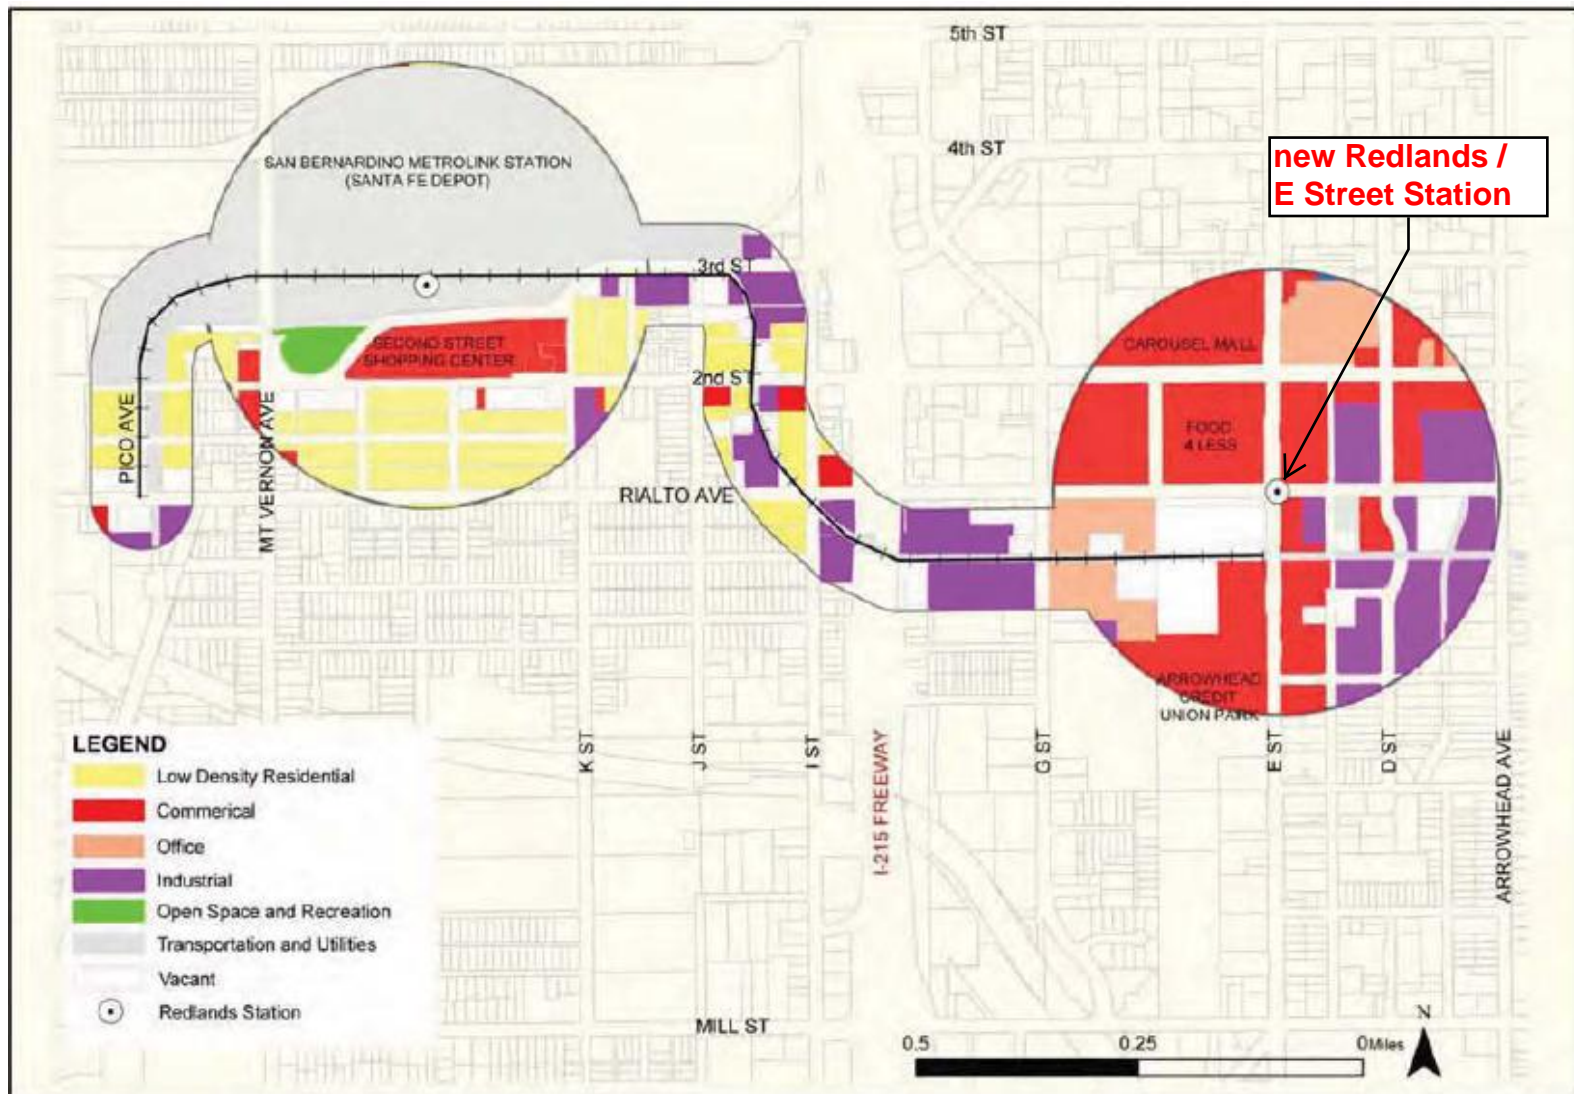 5th ST
4th ST
new Redlands /
E Street Station
SAN BERNARDINO METROLINK STATION
(SANTA FE DEPOT)
3rd ST
SECOND STREET
SHOPPING CENTER
2nd ST
CAROUSEL MALL
FOOD
4 LESS
PICO AVE
MT VERNON AVE
RIALTO AVE
ARROWHEAD
CREDIT
UNION PARK
K ST
J ST
I ST
I-215 FREEWAY
G ST
E ST
D ST
ARROWHEAD AVE
LEGEND
Low Density Residential
Commerical
Office
Industrial
Open Space and Recreation
Transportation and Utilities
Vacant
Redlands Station
MILL ST
0.5
0.25
0 Miles
N